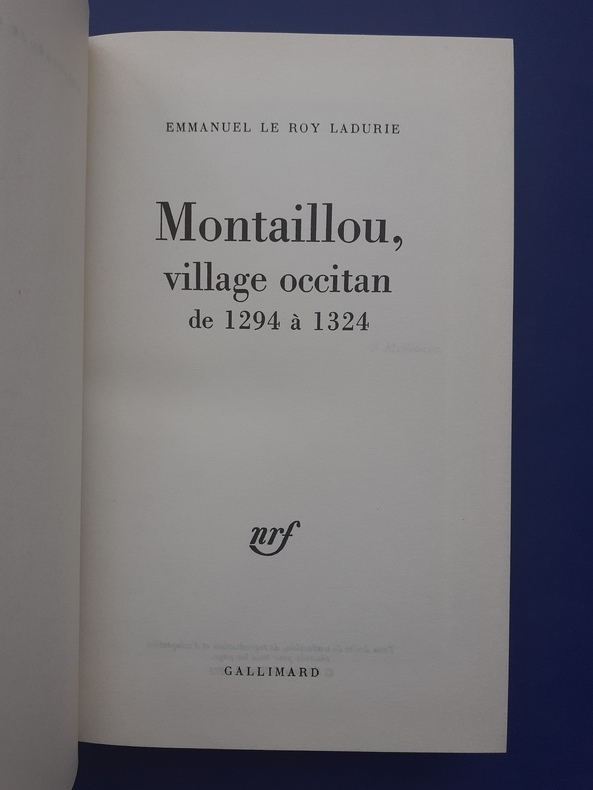 EMMANUEL LE ROY LADURIE
Montaillou,
village occitan
de 1294 à 1324
nrf
GALLIMARD